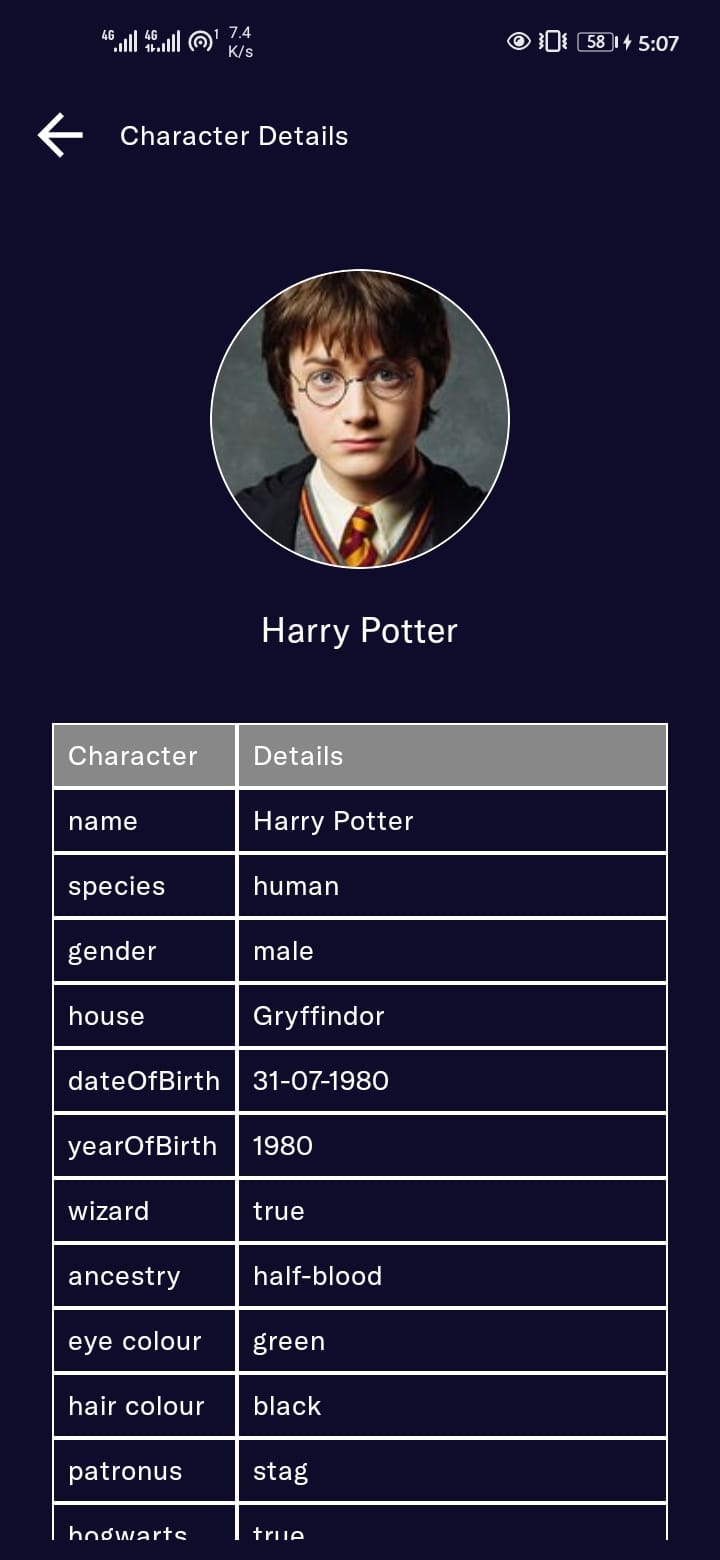 4G 4G 1 7.4 K/s 58 5:07
Character Details
Harry Potter
Character Details
name Harry Potter
species human
gender male
house Gryffindor
dateOfBirth 31-07-1980
yearOfBirth 1980
wizard true
ancestry half-blood
eye colour green
hair colour black
patronus stag
hogwarts true